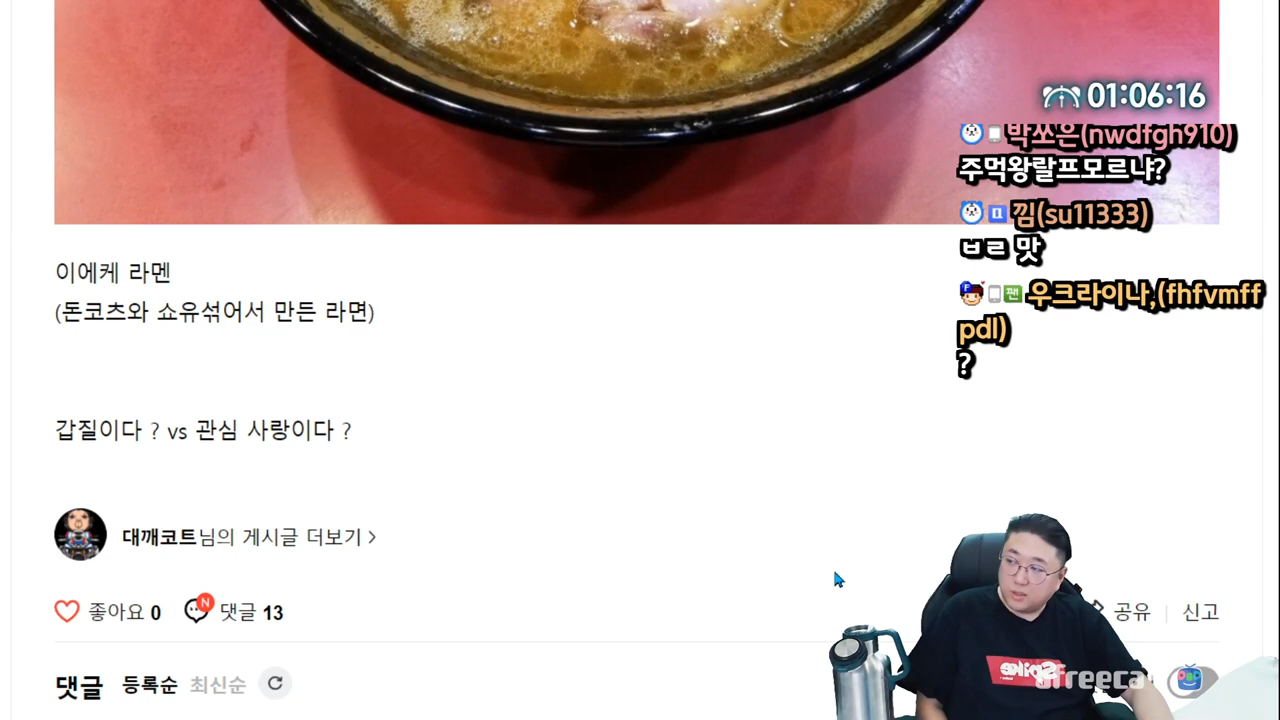 01:06:16
박쏘은(nwdfgh910)
주먹왕랄프모르냐?
낌(su11333)
ㅂㄹ 맛
팬 우크라이나,(fhfvmff
pdl)
?
이에케 라멘
(돈코츠와 쇼유섞어서 만든 라면)
갑질이다 ? vs 관심 사랑이다 ?
대깨코트님의 게시글 더보기 >
좋아요 0 N 댓글 13
공유 | 신고
댓글 등록순 최신순
Spike
afreeca